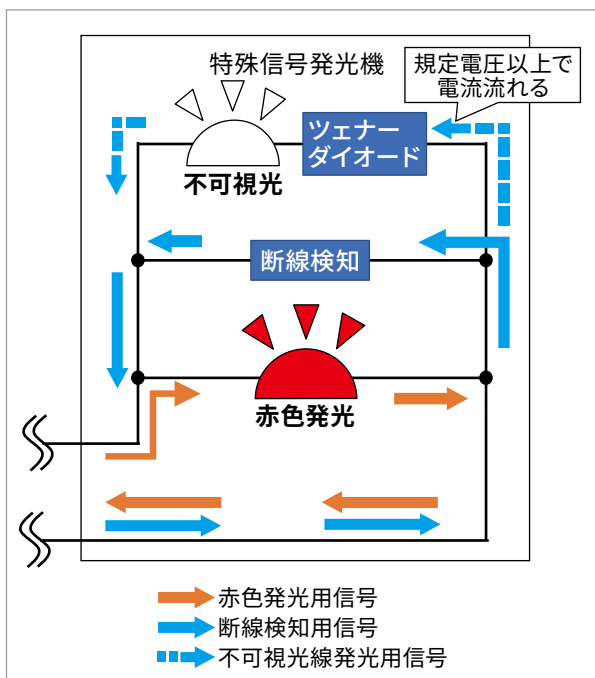 特殊信号発光機
規定電圧以上で
電流流れる
ツェナー
ダイオード
不可視光
断線検知
赤色発光
赤色発光用信号
断線検知用信号
不可視光線発光用信号